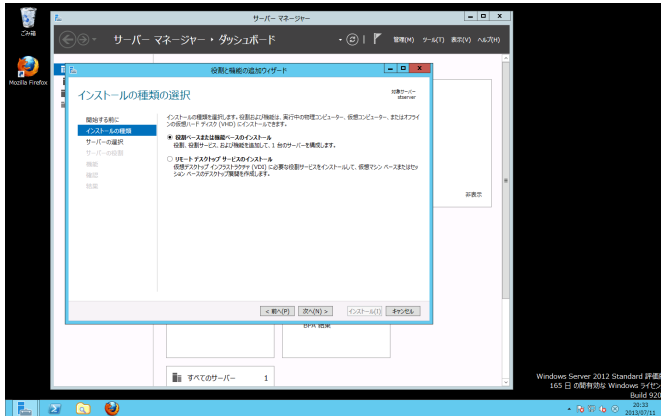 ごみ箱
Mozilla Firefox
サーバー マネージャー
サーバー マネージャー ・ ダッシュボード
管理(M) ツール(T) 表示(V) ヘルプ(H)
役割と機能の追加ウィザード
インストールの種類の選択
対象サーバー
stserver
開始する前に
インストールの種類
サーバーの選択
サーバーの役割
機能
確認
結果
インストールの種類を選択します。役割および機能は、実行中の物理コンピューター、仮想コンピューター、またはオフライ
ンの仮想ハード ディスク (VHD) にインストールできます。
役割ベースまたは機能ベースのインストール
役割、役割サービス、および機能を追加して、1 台のサーバーを構成します。
リモート デスクトップ サービスのインストール
仮想デスクトップ インフラストラクチャ (VDI) に必要な役割サービスをインストールして、仮想マシン ベースまたはセッ
ション ベースのデスクトップ展開を作成します。
非表示
< 前へ(P) 次へ(N) > インストール(I) キャンセル
BPA 結果
すべてのサーバー 1
Windows Server 2012 Standard 評価
165 日 の間有効な Windows ライセン
Build 920
20:33
2013/07/11